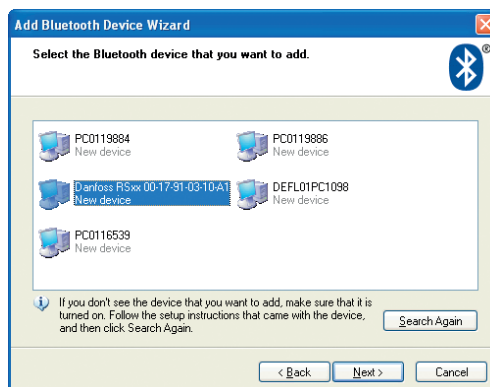 Add Bluetooth Device Wizard
Select the Bluetooth device that you want to add.
®
PC0119884
New device
PC0119886
New device
Danfoss RSxx 00-17-91-03-10-A1
New device
DEFL01PC1098
New device
PC0116539
New device
If you don't see the device that you want to add, make sure that it is
turned on. Follow the setup instructions that came with the device,
and then click Search Again.
Search Again
< Back
Next >
Cancel